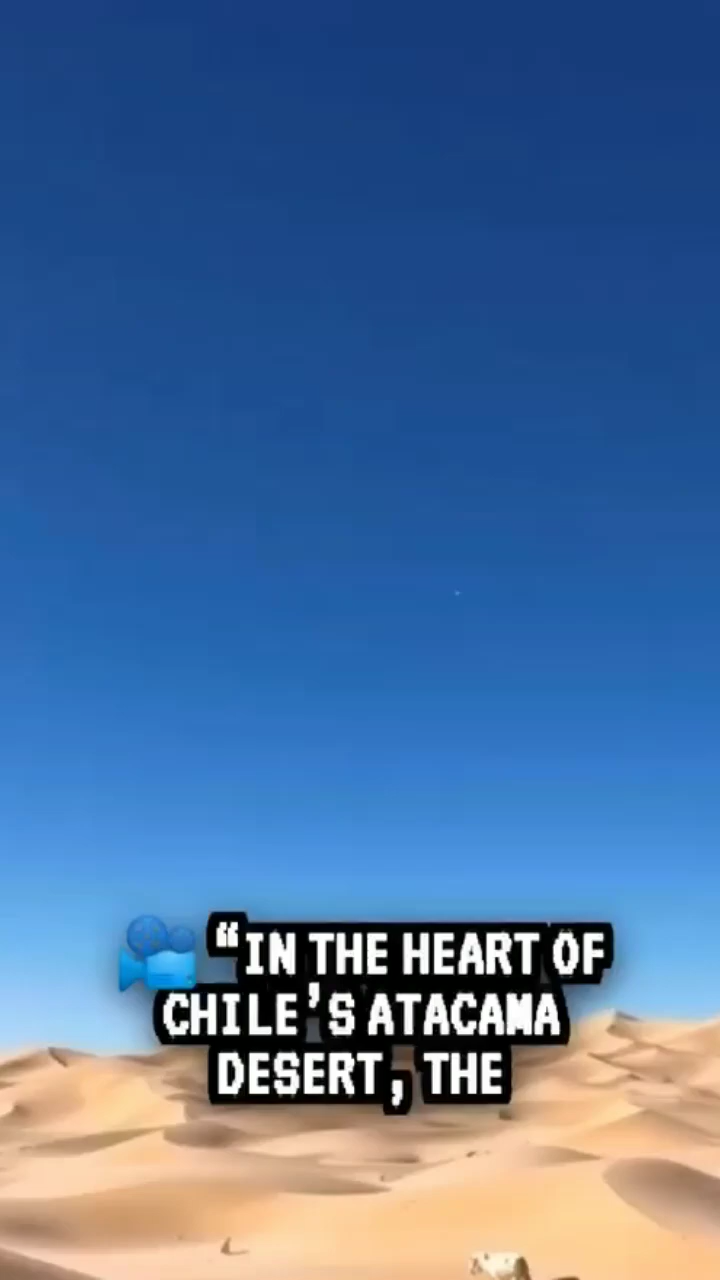 🎥 “IN THE HEART OF
CHILE’S ATACAMA
DESERT, THE